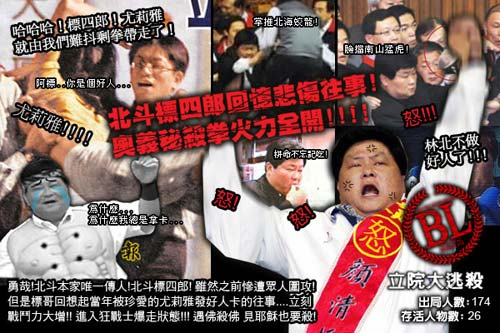 哈哈哈!標四郎!尤莉雅
就由我們難抖剩拳帶走了!
阿標..你是個好人...
尤莉雅!!!!
掌推北海蛟龍!
腳踹南山猛虎!
北斗標四郎回憶悲傷往事!
奧義秘殺拳火力全開!!!!
怒!!!
林北不做
好人了!!!
拼命不忘記吃!
怒!
怒!
為什麼...
為什麼我總是拿卡...
報
怒
顏清
BL
立院大逃殺
出局人數:174
存活人物數:26
勇哉!北斗本家唯一傳人!北斗標四郎!雖然之前慘遭眾人圍攻!
但是標哥回想起當年被珍愛的尤莉雅發好人卡的往事....立刻
戰鬥力大增!!進入狂戰士爆走狀態!!!遇佛殺佛 見耶穌也要殺!